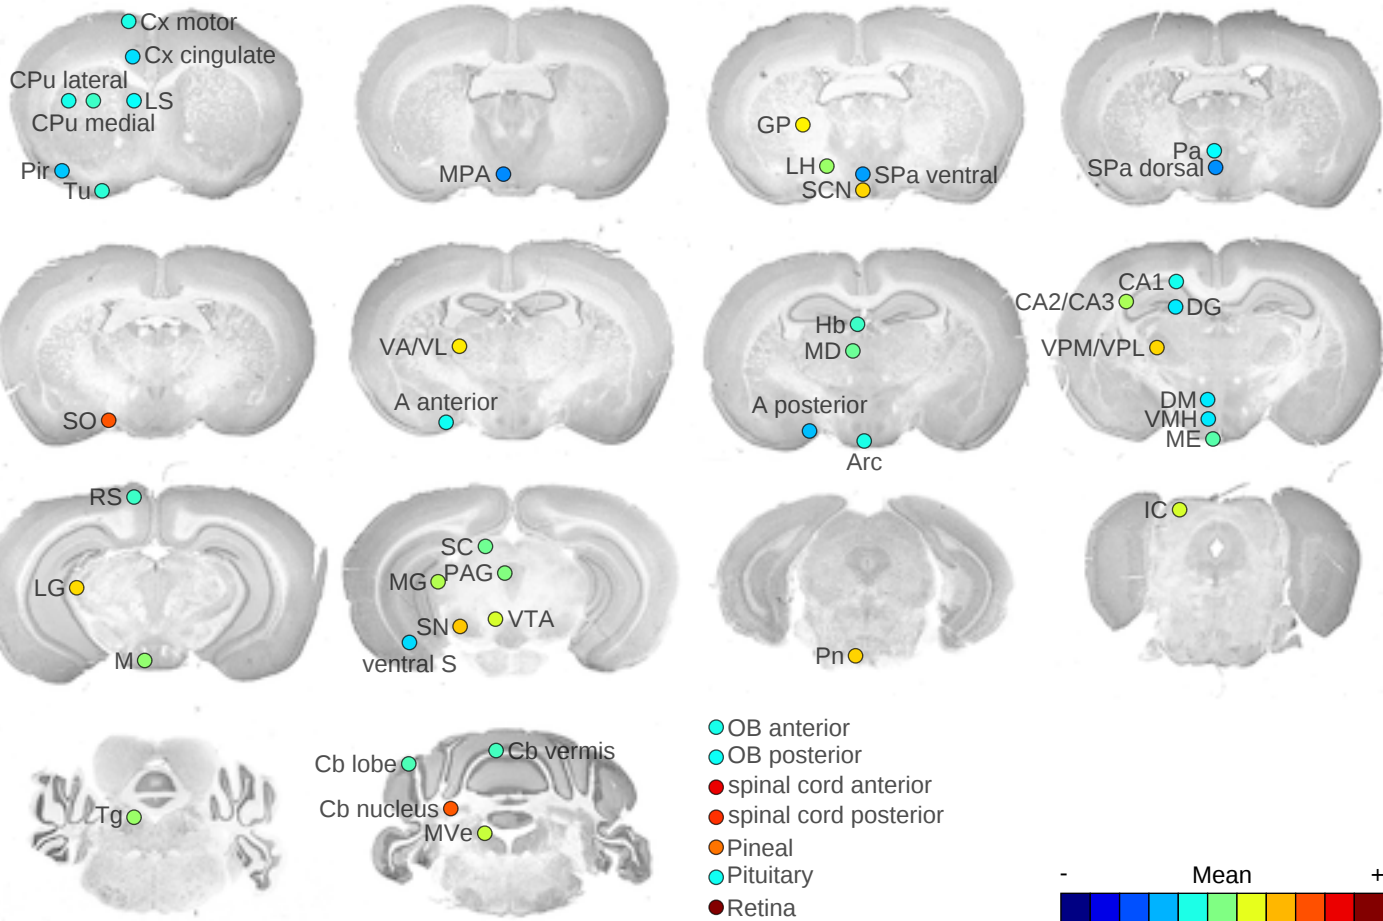 Cx motor
Cx cingulate
CPu lateral
LS
CPu medial
Pir
Tu
MPA
GP
LH
SPa ventral
SCN
Pa
SPa dorsal
SO
VA/VL
A anterior
Hb
MD
A posterior
Arc
CA1
CA2/CA3
DG
VPM/VPL
DM
VMH
ME
RS
LG
M
SC
MG
PAG
SN
VTA
ventral S
Pn
IC
Tg
Cb lobe
Cb vermis
Cb nucleus
MVe
OB anterior
OB posterior
spinal cord anterior
spinal cord posterior
Pineal
Pituitary
Retina
- Mean +